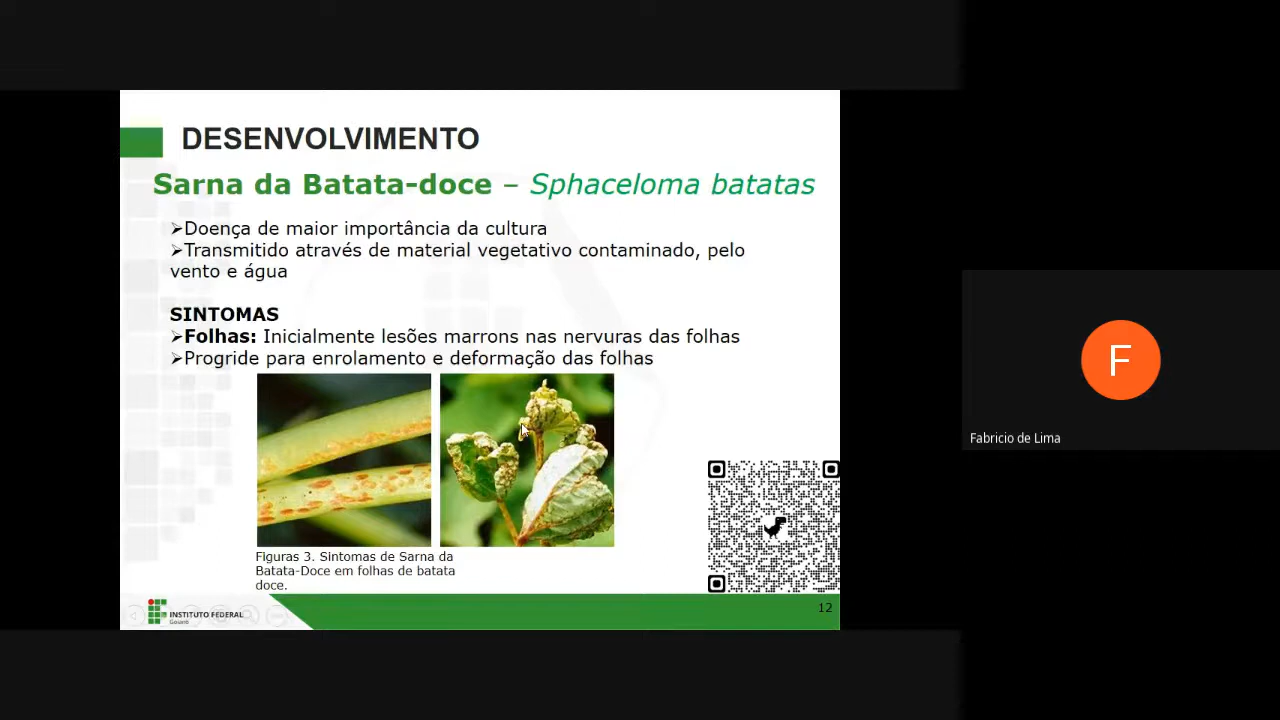 DESENVOLVIMENTO
Sarna da Batata-doce – Sphaceloma batatas
➢Doença de maior importância da cultura
➢Transmitido através de material vegetativo contaminado, pelo
vento e água
SINTOMAS
➢Folhas: Inicialmente lesões marrons nas nervuras das folhas
➢Progride para enrolamento e deformação das folhas
Figuras 3. Sintomas de Sarna da
Batata-Doce em folhas de batata
doce.
INSTITUTO FEDERAL
Goiano
12
F
Fabricio de Lima